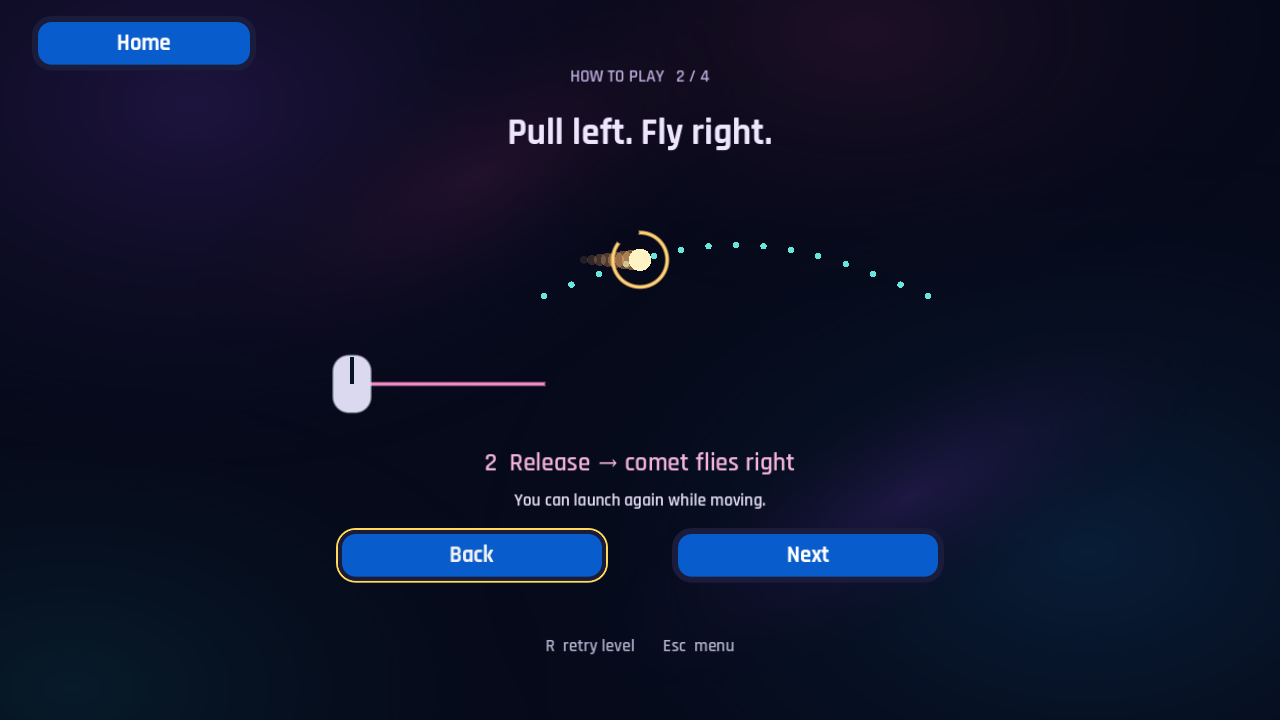 Home
HOW TO PLAY 2 / 4
Pull left. Fly right.
2 Release → comet flies right
You can launch again while moving.
Back
Next
R retry level Esc menu